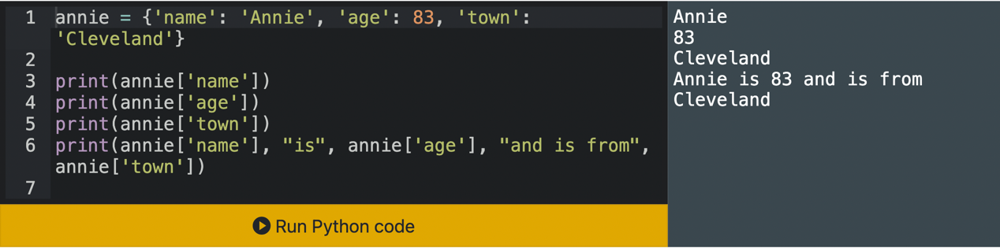 1 annie = {'name': 'Annie', 'age': 83, 'town':
'Cleveland'}
2
3 print(annie['name'])
4 print(annie['age'])
5 print(annie['town'])
6 print(annie['name'], "is", annie['age'], "and is from",
annie['town'])
7
Run Python code
Annie
83
Cleveland
Annie is 83 and is from
Cleveland